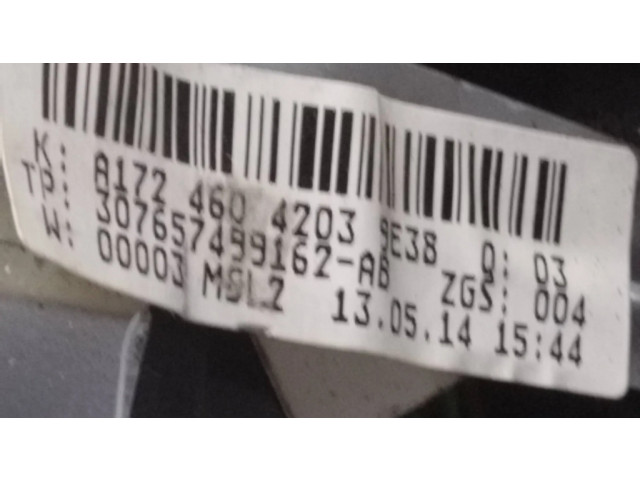 K: A172 460 4203 9E38 Q: 03
TP: 307657499162-AB ZGS: 004
W: 00003 MSL2 13.05.14 15:44